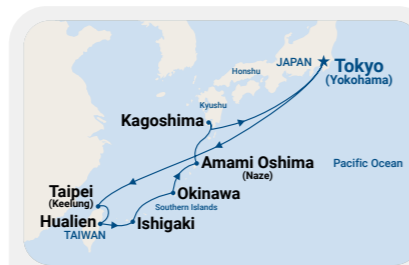 JAPAN
Tokyo
(Yokohama)
Honshu
Kyushu
Kagoshima
Amami Oshima
(Naze)
Pacific Ocean
Okinawa
Southern Islands
Taipei
(Keelung)
Hualien
TAIWAN
Ishigaki